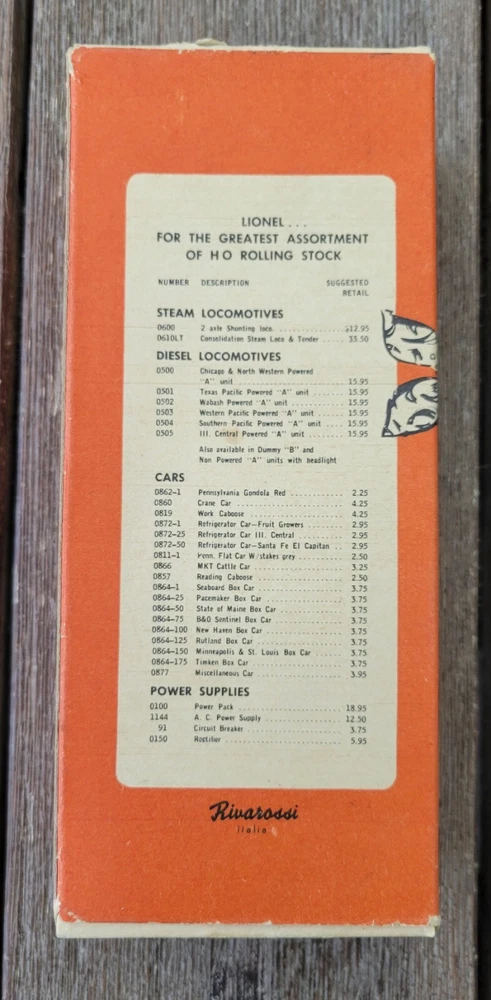 LIONEL...
FOR THE GREATEST ASSORTMENT
OF HO ROLLING STOCK
NUMBER DESCRIPTION SUGGESTED
RETAIL
STEAM LOCOMOTIVES
0600 2 axle Shunting loco. .......... $12.95
0610LT Consolidation Steam Loco & Tender ..... 33.50
DIESEL LOCOMOTIVES
0500 Chicago & North Western Powered
"A" unit .......... 15.95
0501 Texas Pacific Powered "A" unit .......... 15.95
0502 Wabash Powered "A" unit .......... 15.95
0503 Western Pacific Powered "A" unit ..... 15.95
0504 Southern Pacific Powered "A" unit .... 15.95
0505 Ill. Central Powered "A" unit ....... 15.95
Also available in Dummy "B" and
Non Powered "A" units with headlight
CARS
0862-1 Pennsylvania Gondola Red ............ 2.25
0860 Crane Car .......... 4.25
0819 Work Caboose .......... 4.25
0872-1 Refrigerator Car-Fruit Growers .......... 2.95
0872-25 Refrigerator Car Ill. Central .......... 2.95
0872-50 Refrigerator Car-Santa Fe El Capitan .. 2.95
0811-1 Penn. Flat Car W/stakes grey .......... 2.50
0866 MKT Cattle Car .......... 3.25
0857 Reading Caboose .......... 2.50
0864-1 Seaboard Box Car .......... 3.75
0864-25 Pacemaker Box Car .......... 3.75
0864-50 State of Maine Box Car .......... 3.75
0864-75 B&O Sentinel Box Car .......... 3.75
0864-100 New Haven Box Car .......... 3.75
0864-125 Rutland Box Car .......... 3.75
0864-150 Minneapolis & St. Louis Box Car ....... 3.75
0864-175 Timken Box Car .......... 3.75
0877 Miscellaneous Car .......... 3.95
POWER SUPPLIES
0100 Power Pack .......... 18.95
1144 A. C. Power Supply .......... 12.50
91 Circuit Breaker .......... 3.75
0150 Rectifier .......... 5.95
Rivarossi
Italia